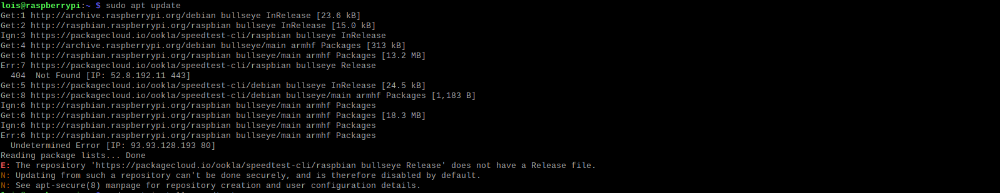 lois@raspberrypi:~ $ sudo apt update
Get:1 http://archive.raspberrypi.org/debian bullseye InRelease [23.6 kB]
Get:2 http://raspbian.raspberrypi.org/raspbian bullseye InRelease [15.0 kB]
Ign:3 https://packagecloud.io/ookla/speedtest-cli/raspbian bullseye InRelease
Get:4 http://archive.raspberrypi.org/debian bullseye/main armhf Packages [313 kB]
Get:6 http://raspbian.raspberrypi.org/raspbian bullseye/main armhf Packages [13.2 MB]
Err:7 https://packagecloud.io/ookla/speedtest-cli/raspbian bullseye Release
  404  Not Found [IP: 52.8.192.11 443]
Get:5 https://packagecloud.io/ookla/speedtest-cli/debian bullseye InRelease [24.5 kB]
Get:8 https://packagecloud.io/ookla/speedtest-cli/debian bullseye/main armhf Packages [1,183 B]
Ign:6 http://raspbian.raspberrypi.org/raspbian bullseye/main armhf Packages
Get:6 http://raspbian.raspberrypi.org/raspbian bullseye/main armhf Packages [18.3 MB]
Ign:6 http://raspbian.raspberrypi.org/raspbian bullseye/main armhf Packages
Err:6 http://raspbian.raspberrypi.org/raspbian bullseye/main armhf Packages
  Undetermined Error [IP: 93.93.128.193 80]
Reading package lists... Done
E: The repository 'https://packagecloud.io/ookla/speedtest-cli/raspbian bullseye Release' does not have a Release file.
N: Updating from such a repository can't be done securely, and is therefore disabled by default.
N: See apt-secure(8) manpage for repository creation and user configuration details.